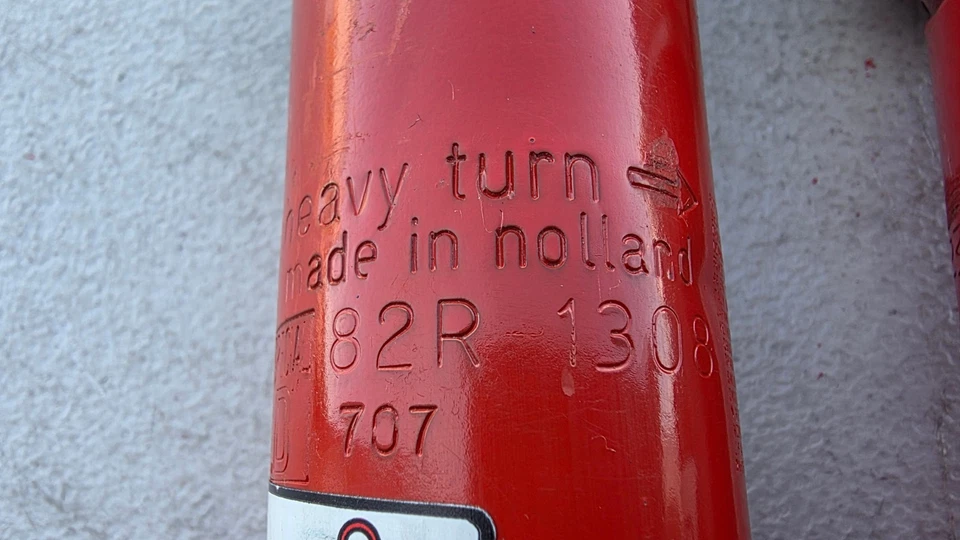 heavy turn
made in holland
82R 1308
707